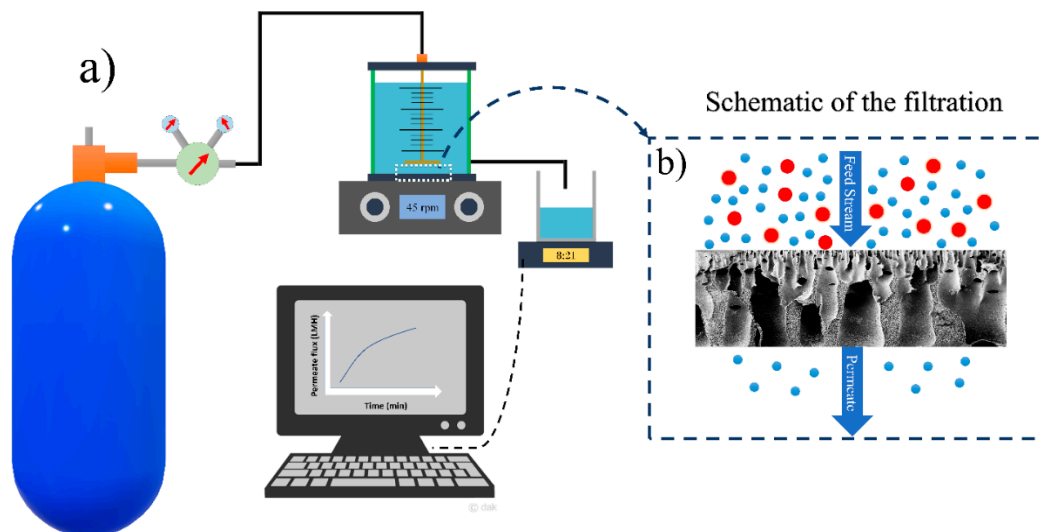 a)
Schematic of the filtration
b)
Feed Stream
45 rpm
8:21
Permeate flux (LMH)
Time (min)
Permeate
© dak